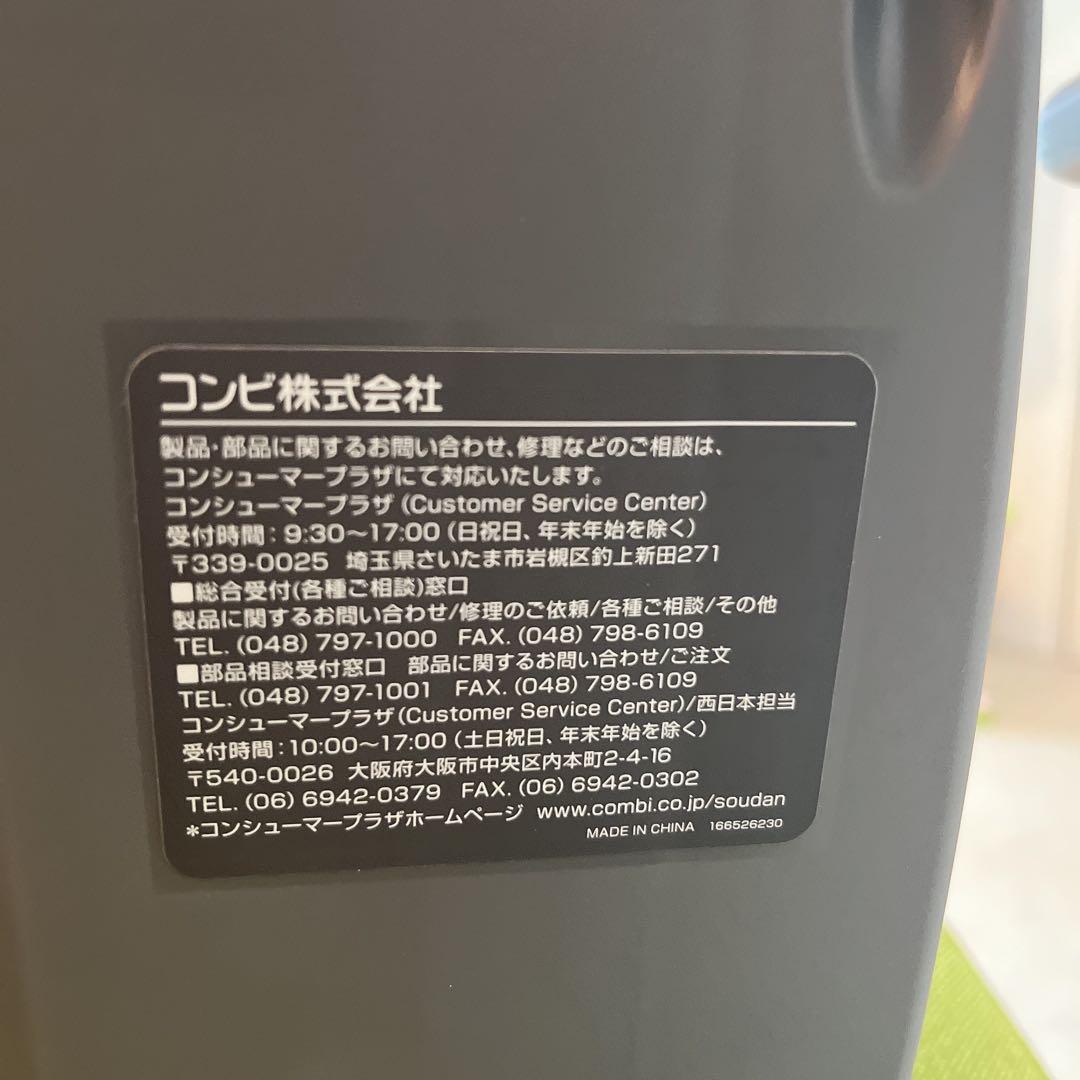 コンビ株式会社
製品・部品に関するお問い合わせ、修理などのご相談は、
コンシューマープラザにて対応いたします。
コンシューマープラザ(Customer Service Center)
受付時間:9:30〜17:00(日祝日、年末年始を除く)
〒339-0025 埼玉県さいたま市岩槻区釣上新田271
■総合受付(各種ご相談)窓口
製品に関するお問い合わせ/修理のご依頼/各種ご相談/その他
TEL. (048) 797-1000 FAX. (048) 798-6109
■部品相談受付窓口 部品に関するお問い合わせ/ご注文
TEL. (048) 797-1001 FAX. (048) 798-6109
コンシューマープラザ(Customer Service Center)/西日本担当
受付時間:10:00〜17:00(土日祝日、年末年始を除く)
〒540-0026 大阪府大阪市中央区内本町2-4-16
TEL. (06) 6942-0379 FAX. (06) 6942-0302
*コンシューマープラザホームページ www.combi.co.jp/soudan
MADE IN CHINA 166526230